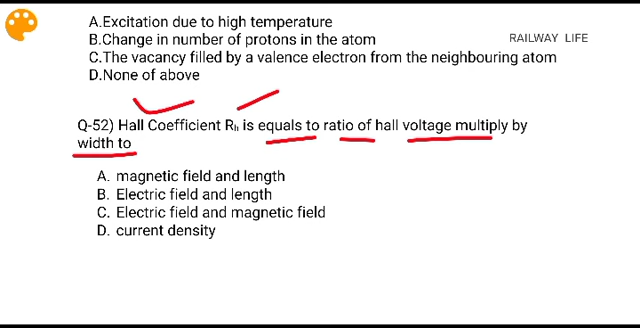 A.Excitation due to high temperature
B.Change in number of protons in the atom
RAILWAY LIFE
C.The vacancy filled by a valence electron from the neighbouring atom
D.None of above
Q-52) Hall Coefficient Rₕ is equals to ratio of hall voltage multiply by
width to
A. magnetic field and length
B. Electric field and length
C. Electric field and magnetic field
D. current density